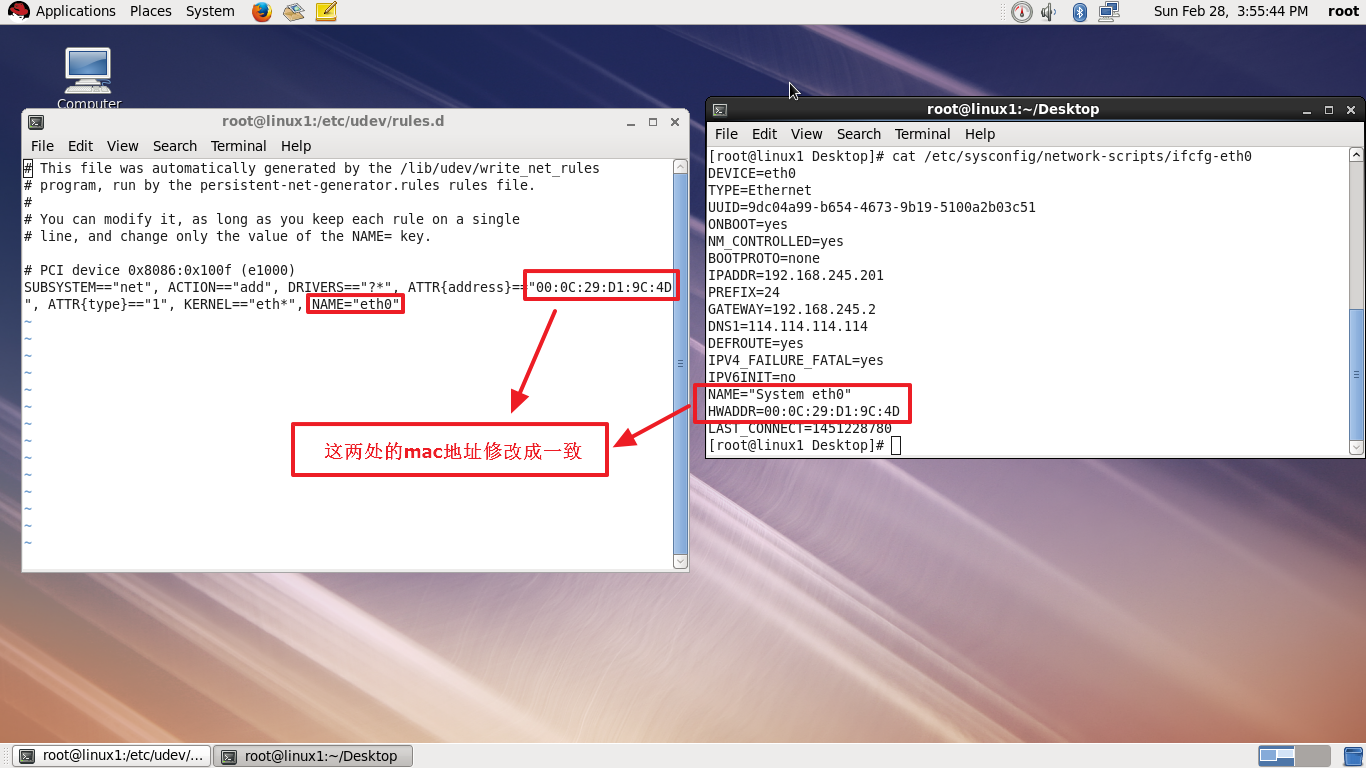 Applications Places System
Sun Feb 28, 3:55:44 PM root
Computer
root@linux1:/etc/udev/rules.d
File Edit View Search Terminal Help
# This file was automatically generated by the /lib/udev/write_net_rules
# program, run by the persistent-net-generator.rules rules file.
#
# You can modify it, as long as you keep each rule on a single
# line, and change only the value of the NAME= key.
# PCI device 0x8086:0x100f (e1000)
SUBSYSTEM=="net", ACTION=="add", DRIVERS=="?*", ATTR{address}=="00:0C:29:D1:9C:4D
", ATTR{type}=="1", KERNEL=="eth*", NAME="eth0"
~
~
~
~
~
~
~
~
~
~
~
~
~
~
这两处的mac地址修改成一致
root@linux1:~/Desktop
File Edit View Search Terminal Help
[root@linux1 Desktop]# cat /etc/sysconfig/network-scripts/ifcfg-eth0
DEVICE=eth0
TYPE=Ethernet
UUID=9dc04a99-b654-4673-9b19-5100a2b03c51
ONBOOT=yes
NM_CONTROLLED=yes
BOOTPROTO=none
IPADDR=192.168.245.201
PREFIX=24
GATEWAY=192.168.245.2
DNS1=114.114.114.114
DEFROUTE=yes
IPV4_FAILURE_FATAL=yes
IPV6INIT=no
NAME="System eth0"
HWADDR=00:0C:29:D1:9C:4D
LAST_CONNECT=1451228780
[root@linux1 Desktop]#
root@linux1:/etc/udev/...
root@linux1:~/Desktop